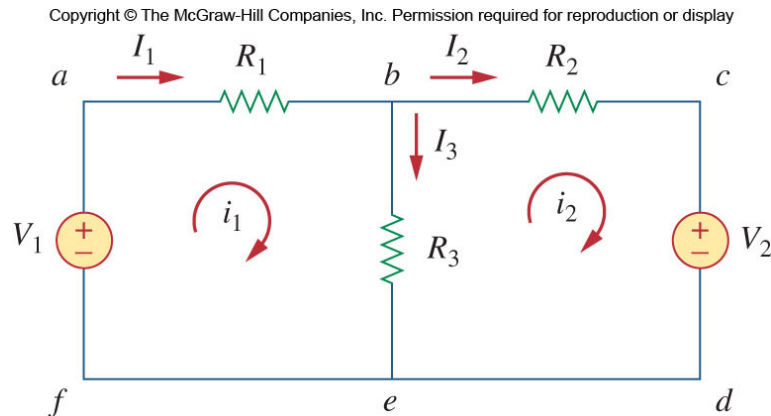 Copyright © The McGraw-Hill Companies, Inc. Permission required for reproduction or display
I₁ I₂
a R₁ b R₂ c
I₃
i₁ i₂
V₁ + − R₃ + − V₂
f e d